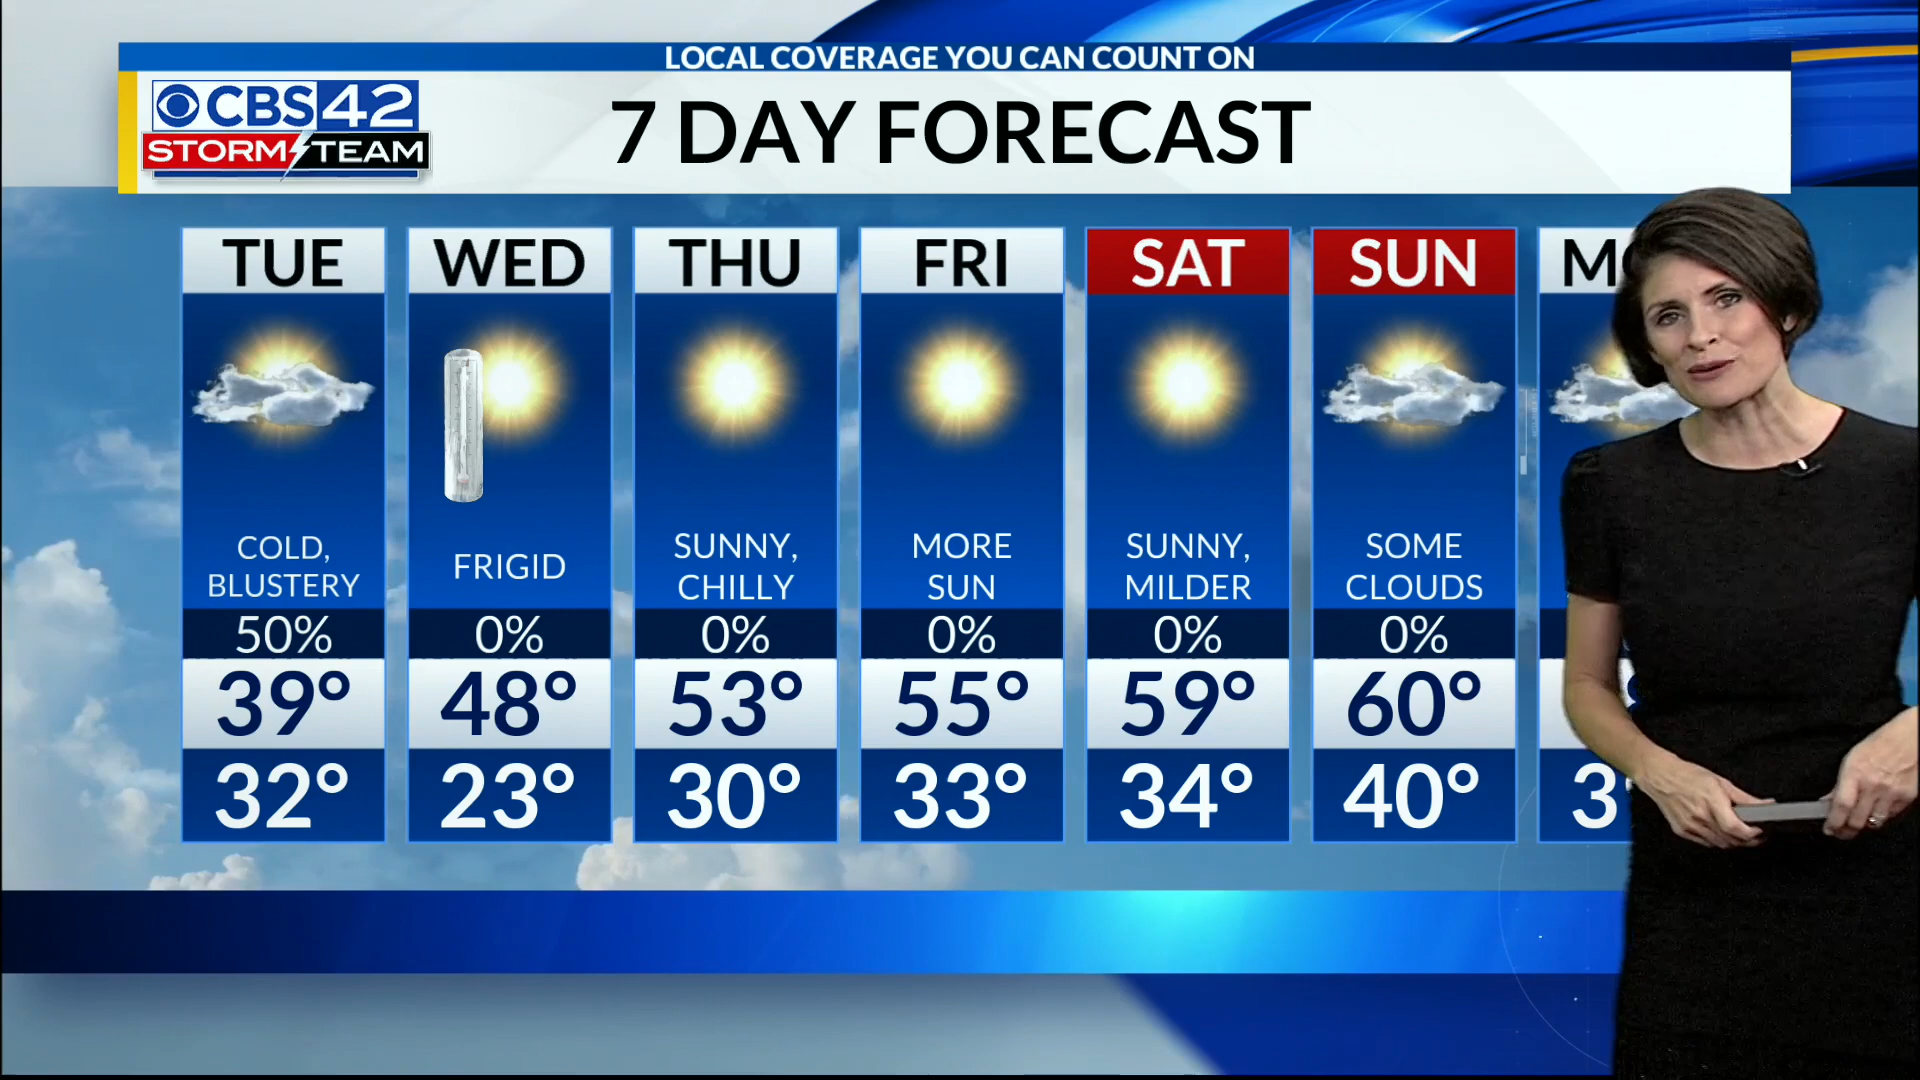 LOCAL COVERAGE YOU CAN COUNT ON
CBS 42
STORM TEAM
7 DAY FORECAST
TUE WED THU FRI SAT SUN
COLD, BLUSTERY
FRIGID
SUNNY, CHILLY
MORE SUN
SUNNY, MILDER
SOME CLOUDS
50% 0% 0% 0% 0% 0%
39° 48° 53° 55° 59° 60°
32° 23° 30° 33° 34° 40°